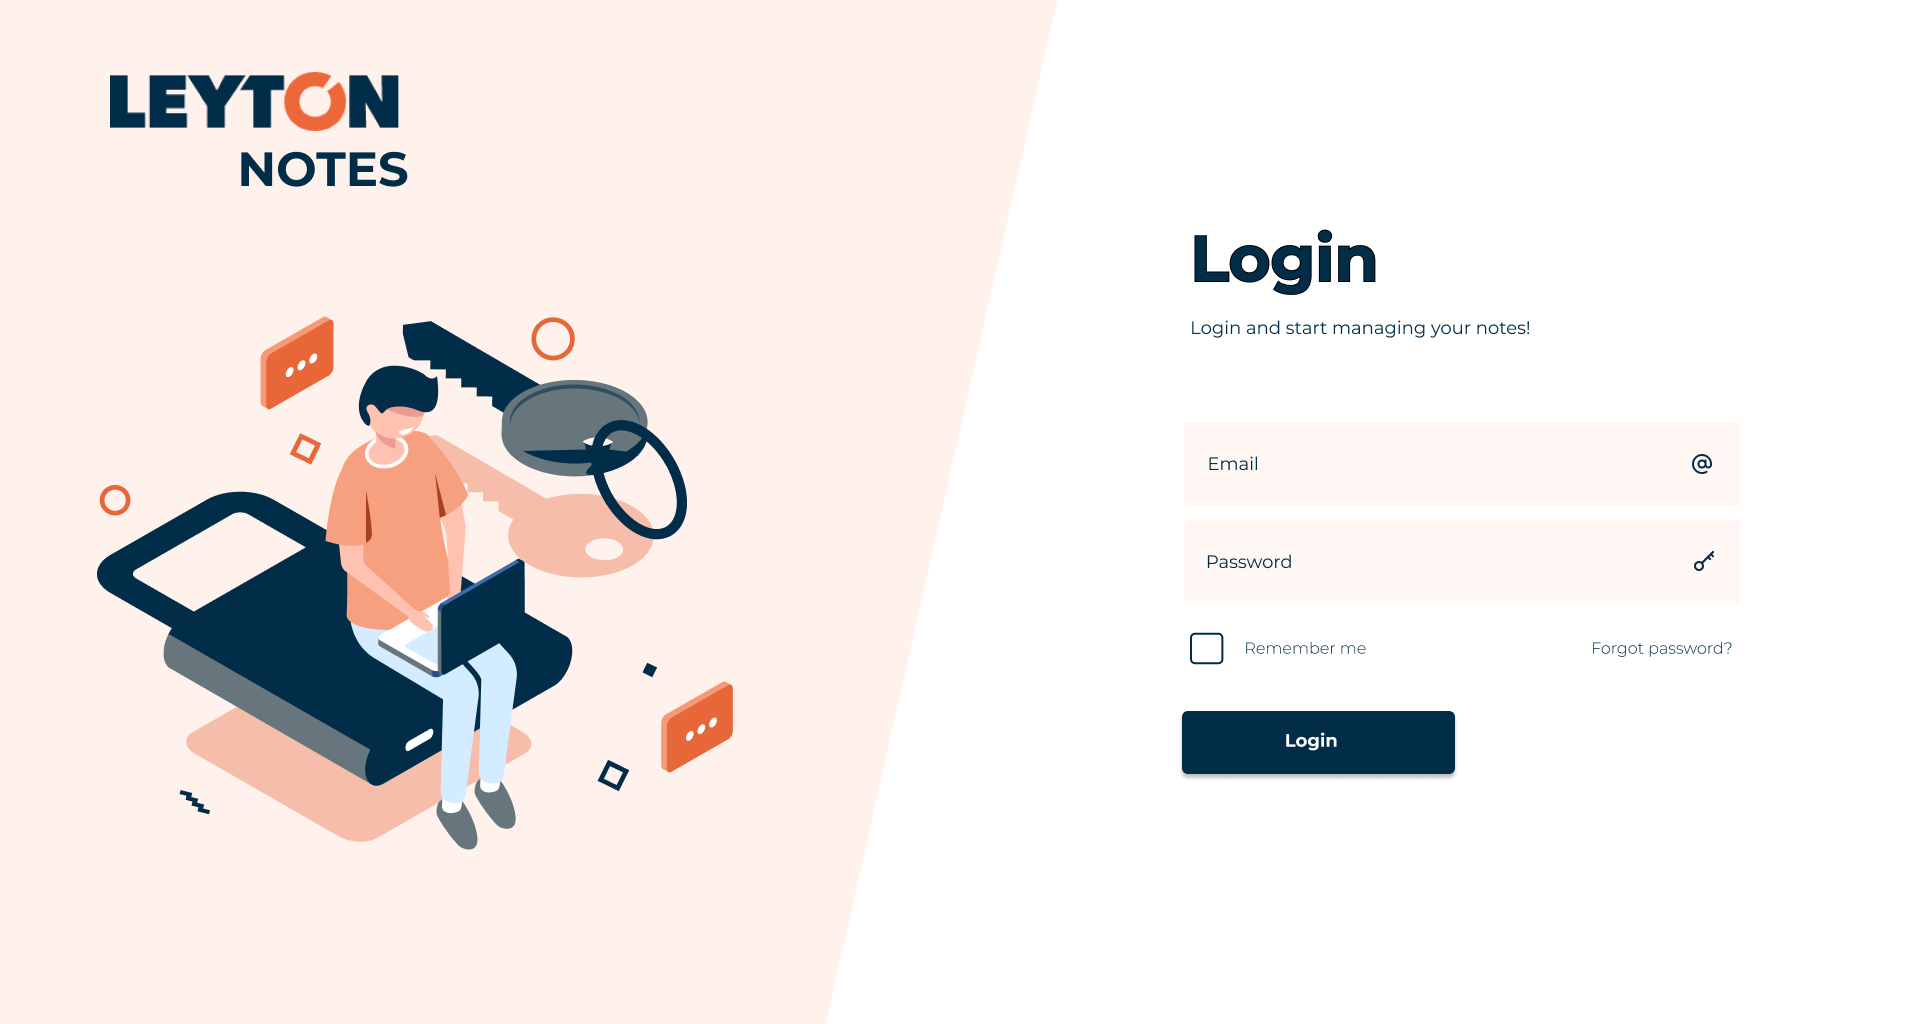 LEYTON
NOTES
Login
Login and start managing your notes!
Email
Password
Remember me
Forgot password?
Login